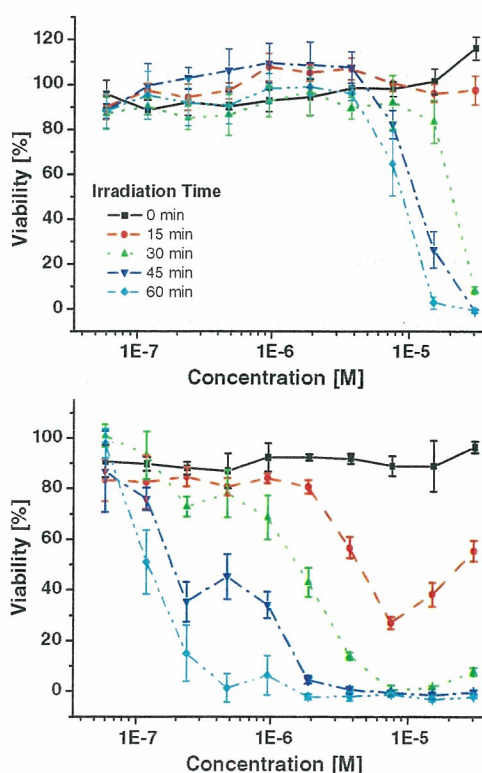 120
100
80
60
40
20
0
Viability [%]
Irradiation Time
0 min
15 min
30 min
45 min
60 min
1E-7 1E-6 1E-5
Concentration [M]
100
80
60
40
20
0
Viability [%]
1E-7 1E-6 1E-5
Concentration [M]